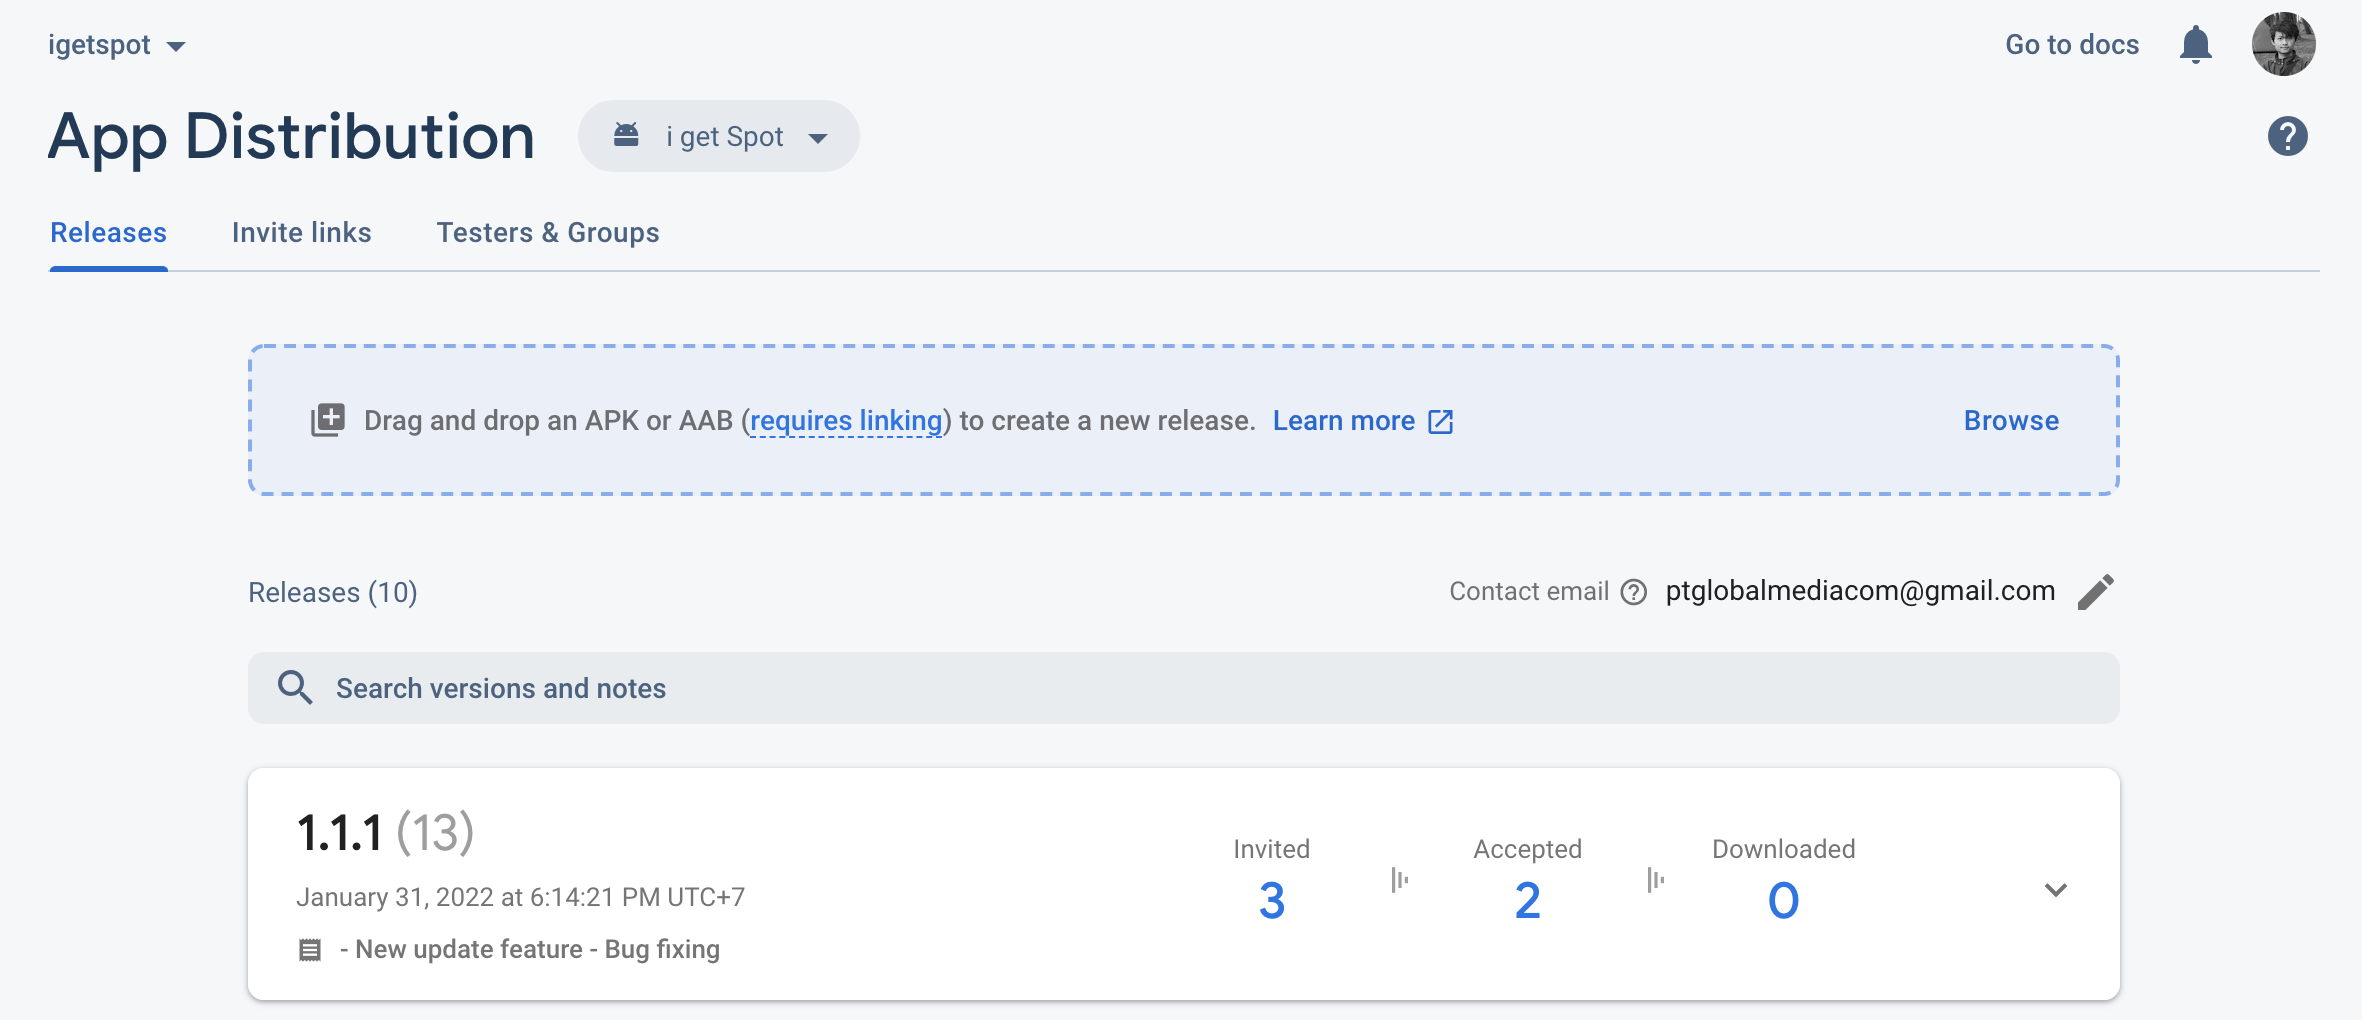 igetspot
Go to docs
App Distribution
i get Spot
Releases
Invite links
Testers & Groups
Drag and drop an APK or AAB (requires linking) to create a new release. Learn more
Browse
Releases (10)
Contact email
ptglobalmediacom@gmail.com
Search versions and notes
1.1.1 (13)
January 31, 2022 at 6:14:21 PM UTC+7
- New update feature - Bug fixing
Invited
3
Accepted
2
Downloaded
0